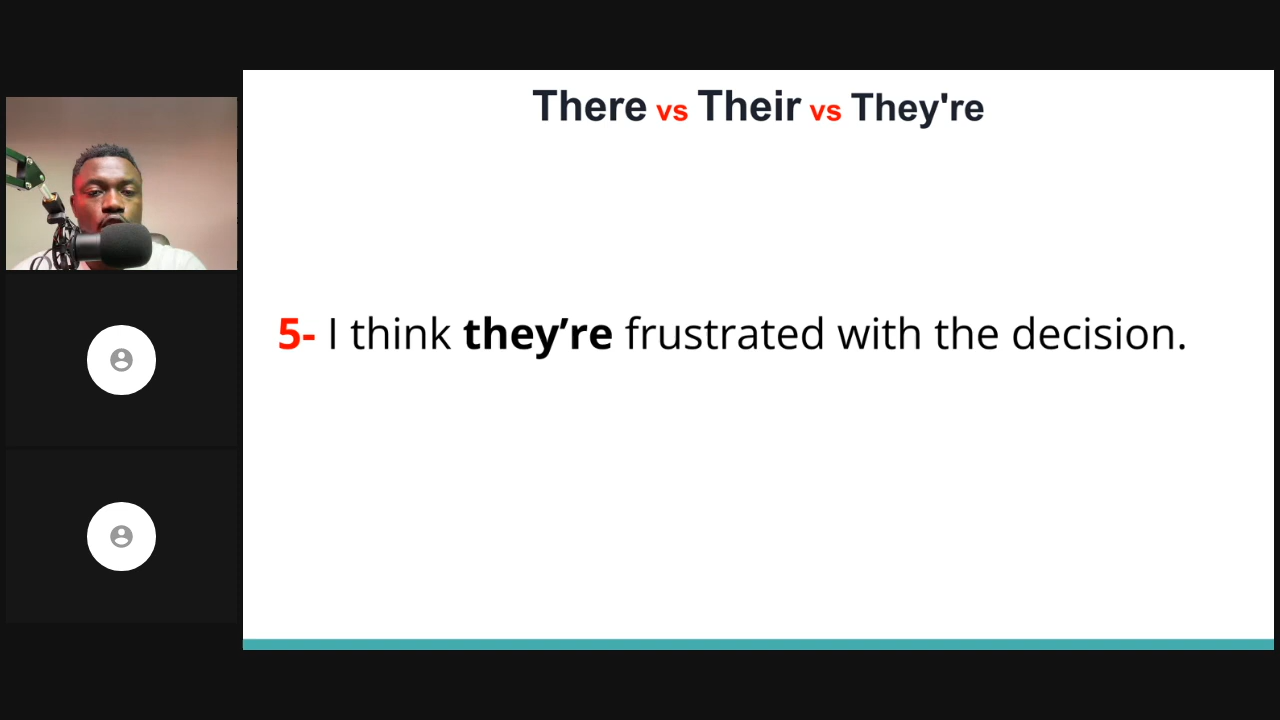 There vs Their vs They're
5- I think they’re frustrated with the decision.